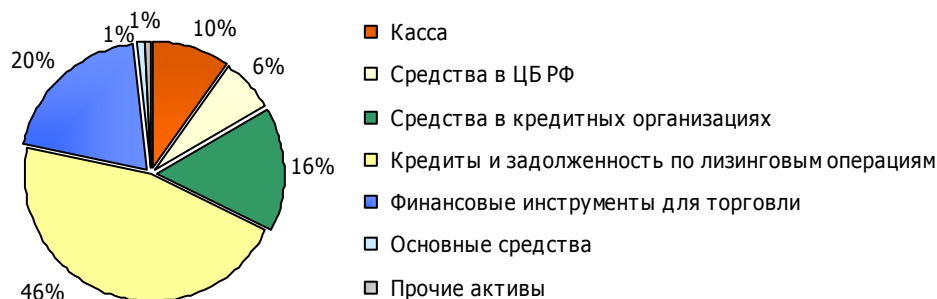 1%
1%
10%
20%
6%
16%
46%
Касса
Средства в ЦБ РФ
Средства в кредитных организациях
Кредиты и задолженность по лизинговым операциям
Финансовые инструменты для торговли
Основные средства
Прочие активы